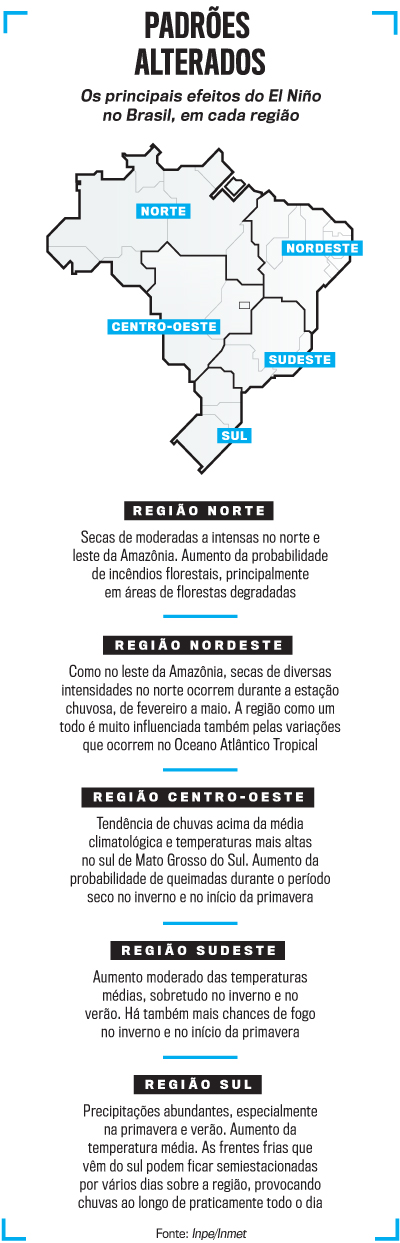 PADRÕES
ALTERADOS
Os principais efeitos do El Niño
no Brasil, em cada região
NORTE
NORDESTE
CENTRO-OESTE
SUDESTE
SUL
REGIÃO NORTE
Secas de moderadas a intensas no norte e
leste da Amazônia. Aumento da probabilidade
de incêndios florestais, principalmente
em áreas de florestas degradadas
REGIÃO NORDESTE
Como no leste da Amazônia, secas de diversas
intensidades no norte ocorrem durante a estação
chuvosa, de fevereiro a maio. A região como um
todo é muito influenciada também pelas variações
que ocorrem no Oceano Atlântico Tropical
REGIÃO CENTRO-OESTE
Tendência de chuvas acima da média
climatológica e temperaturas mais altas
no sul de Mato Grosso do Sul. Aumento da
probabilidade de queimadas durante o período
seco no inverno e no início da primavera
REGIÃO SUDESTE
Aumento moderado das temperaturas
médias, sobretudo no inverno e no
verão. Há também mais chances de fogo
no inverno e no início da primavera
REGIÃO SUL
Precipitações abundantes, especialmente
na primavera e verão. Aumento da
temperatura média. As frentes frias que
vêm do sul podem ficar semiestacionadas
por vários dias sobre a região, provocando
chuvas ao longo de praticamente todo o dia
Fonte: Inpe/Inmet